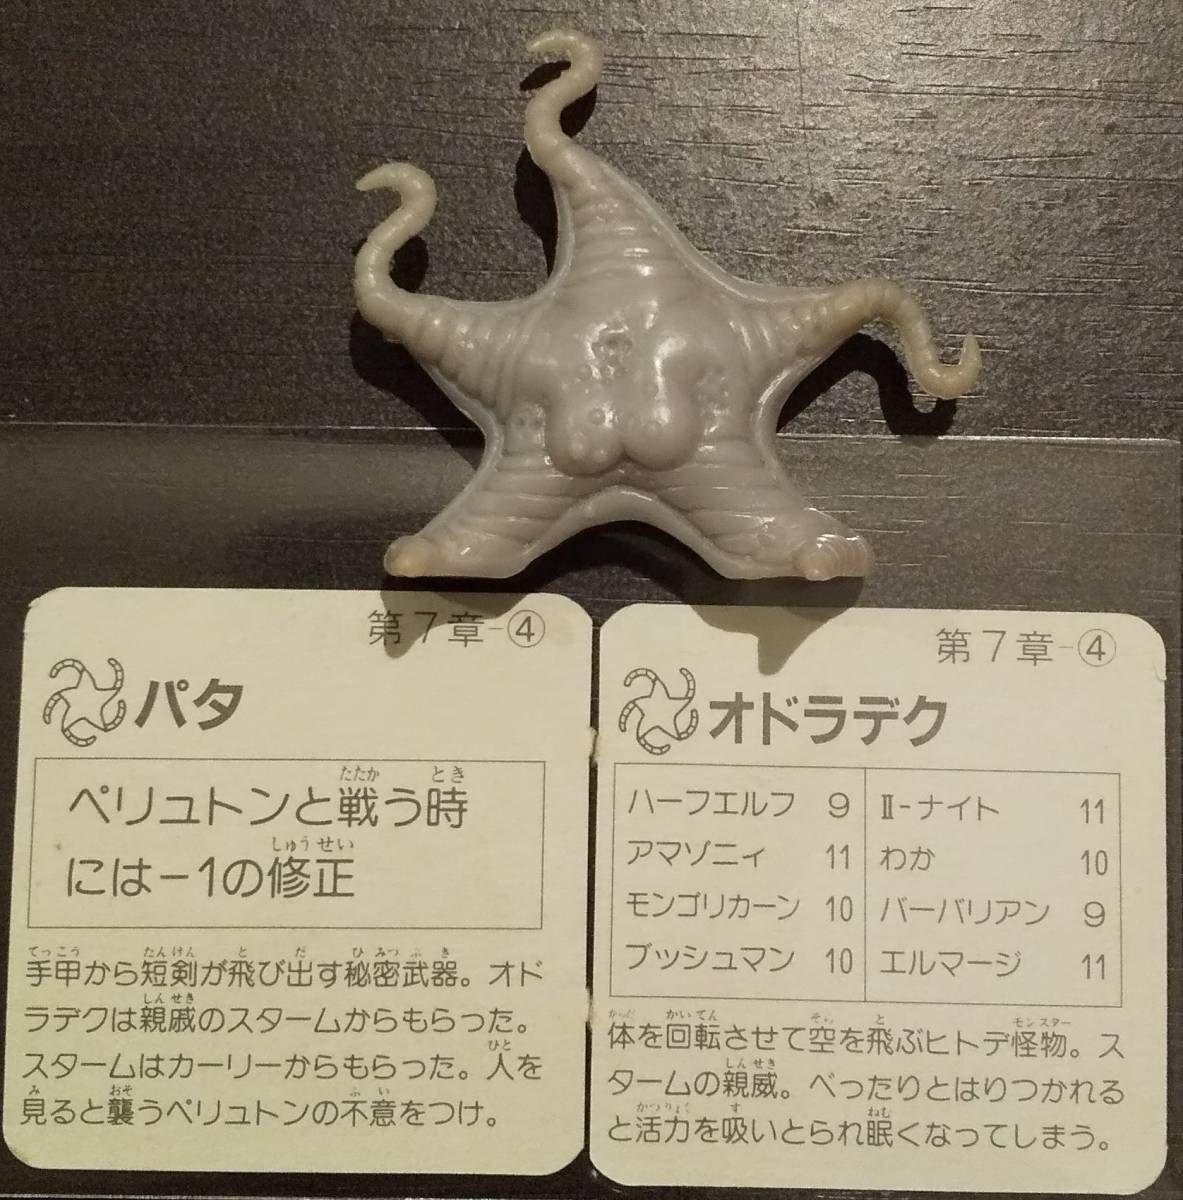 第7章-④
パタ
ペリュトンと戦う時
には-1の修正
手甲から短剣が飛び出す秘密武器。オド
ラデクは親戚のスタームからもらった。
スタームはカーリーからもらった。人を
見ると襲うペリュトンの不意をつけ。
第7章-④
オドラデク
ハーフエルフ 9 Ⅱ-ナイト 11
アマゾニィ 11 わか 10
モンゴリカーン 10 バーバリアン 9
ブッシュマン 10 エルマージ 11
体を回転させて空を飛ぶヒトデ怪物。ス
タームの親威。べったりとはりつかれる
と活力を吸いとられ眠くなってしまう。